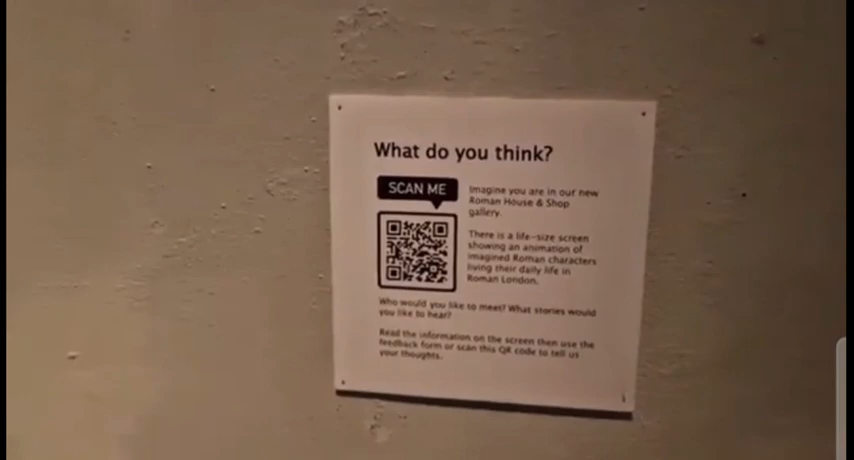 What do you think?
SCAN ME
Imagine you are in our new
Roman House & Shop
gallery.
There is a life-size screen
showing an animation of
imagined Roman characters
living their daily life in
Roman London.
Who would you like to meet? What stories would
you like to hear?
Read the information on the screen then use the
feedback form or scan this QR code to tell us
your thoughts.